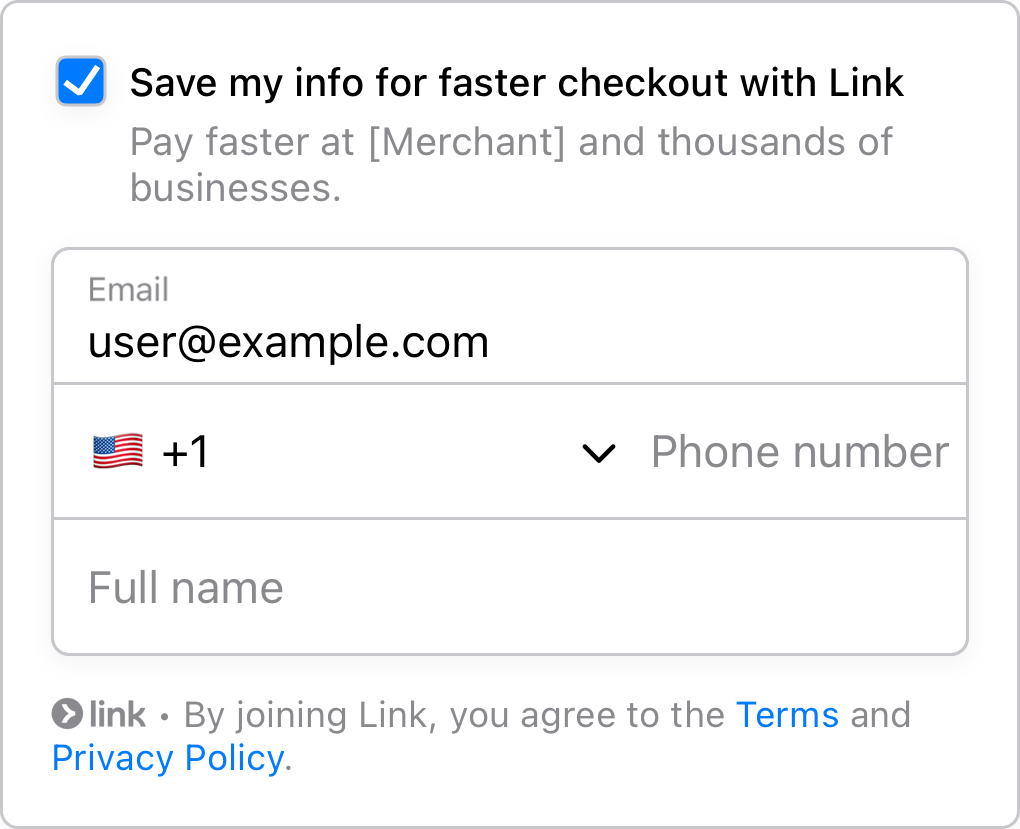 Save my info for faster checkout with Link
Pay faster at [Merchant] and thousands of
businesses.
Email
user@example.com
+1 Phone number
Full name
link • By joining Link, you agree to the Terms and
Privacy Policy.